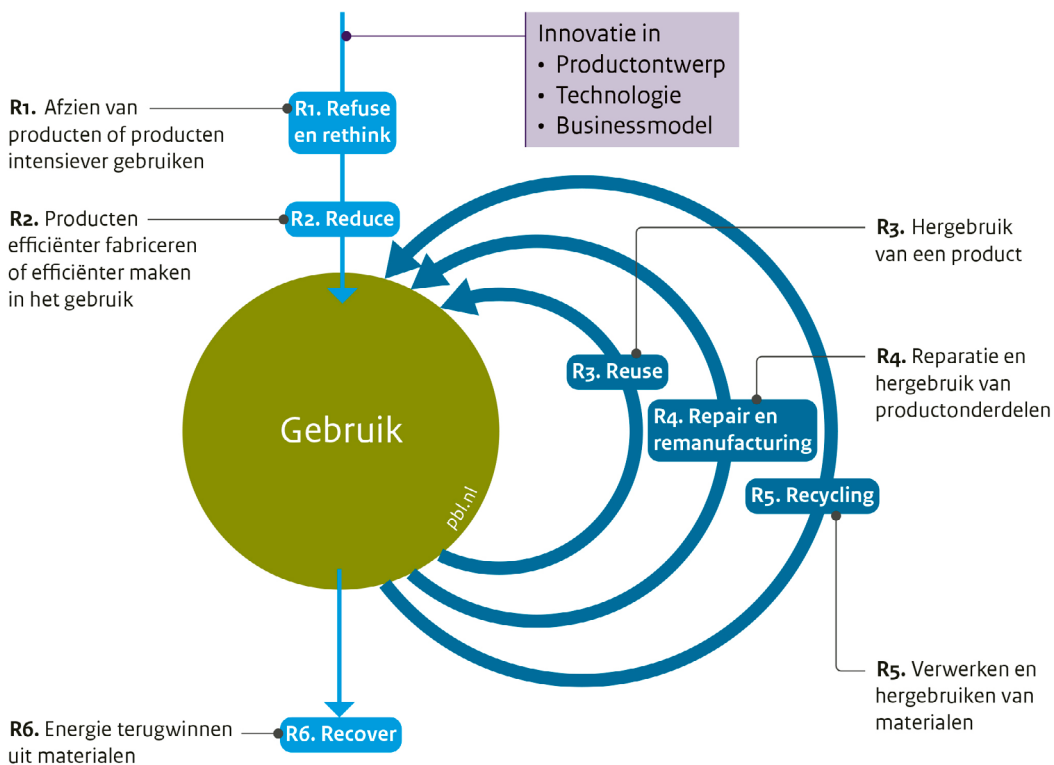 Innovatie in
• Productontwerp
• Technologie
• Businessmodel
R1. Afzien van
producten of producten
intensiever gebruiken
R1. Refuse
en rethink
R2. Producten
efficiënter fabriceren
of efficiënter maken
in het gebruik
R2. Reduce
R3. Hergebruik
van een product
R3. Reuse
R4. Reparatie en
hergebruik van
productonderdelen
R4. Repair en
remanufacturing
Gebruik
pbl.nl
R5. Recycling
R5. Verwerken en
hergebruiken van
materialen
R6. Energie terugwinnen
uit materialen
R6. Recover